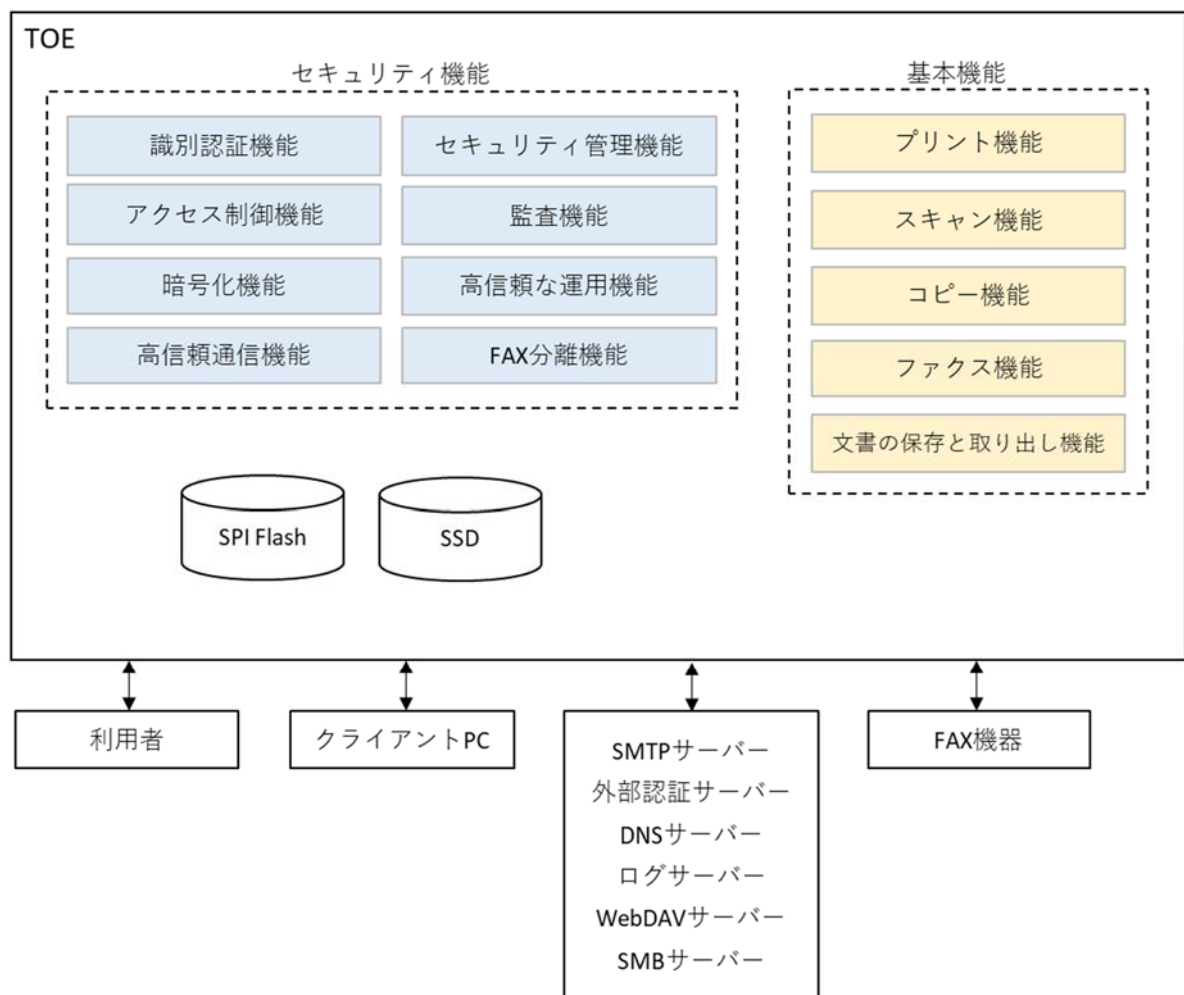 TOE
セキュリティ機能
識別認証機能
セキュリティ管理機能
アクセス制御機能
監査機能
暗号化機能
高信頼な運用機能
高信頼通信機能
FAX分離機能
基本機能
プリント機能
スキャン機能
コピー機能
ファクス機能
文書の保存と取り出し機能
SPI Flash
SSD
利用者
クライアントPC
SMTPサーバー
外部認証サーバー
DNSサーバー
ログサーバー
WebDAVサーバー
SMBサーバー
FAX機器